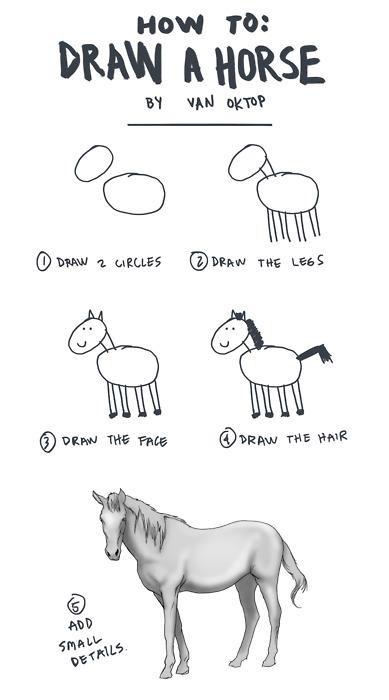 HOW TO:
DRAW A HORSE
BY VAN OKTOP
① DRAW 2 CIRCLES
② DRAW THE LEGS
③ DRAW THE FACE
④ DRAW THE HAIR
⑤
ADD
SMALL
DETAILS.